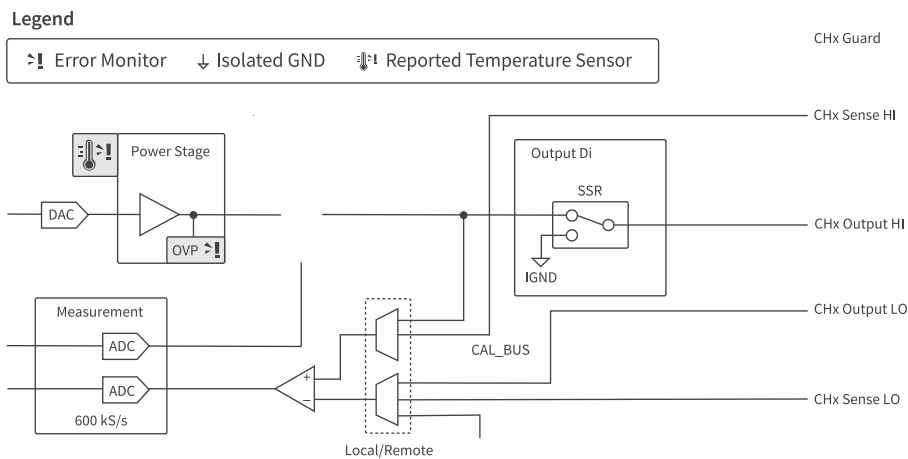 Legend
Error Monitor
Isolated GND
Reported Temperature Sensor
CHx Guard
CHx Sense HI
Power Stage
Output Di
SSR
DAC
CHx Output HI
OVP
IGND
Measurement
CHx Output LO
ADC
CAL_BUS
+
ADC
−
CHx Sense LO
600 kS/s
Local/Remote